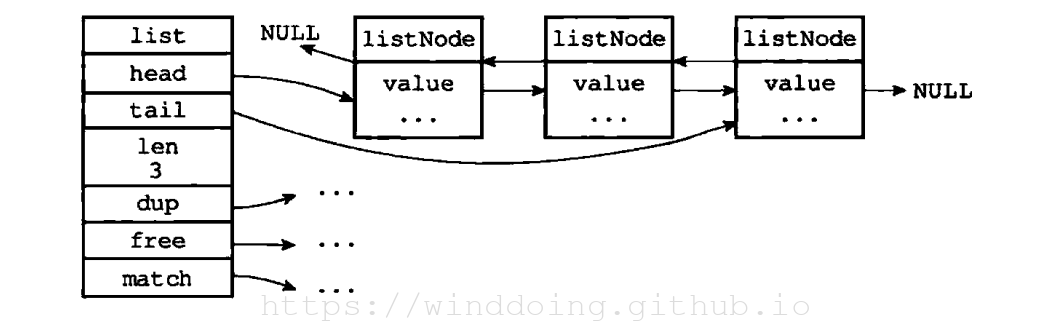 list
head
tail
len
3
dup
free
match
NULL
listNode
value
...
listNode
value
...
listNode
value
...
NULL
...
...
...
https://winddoing.github.io